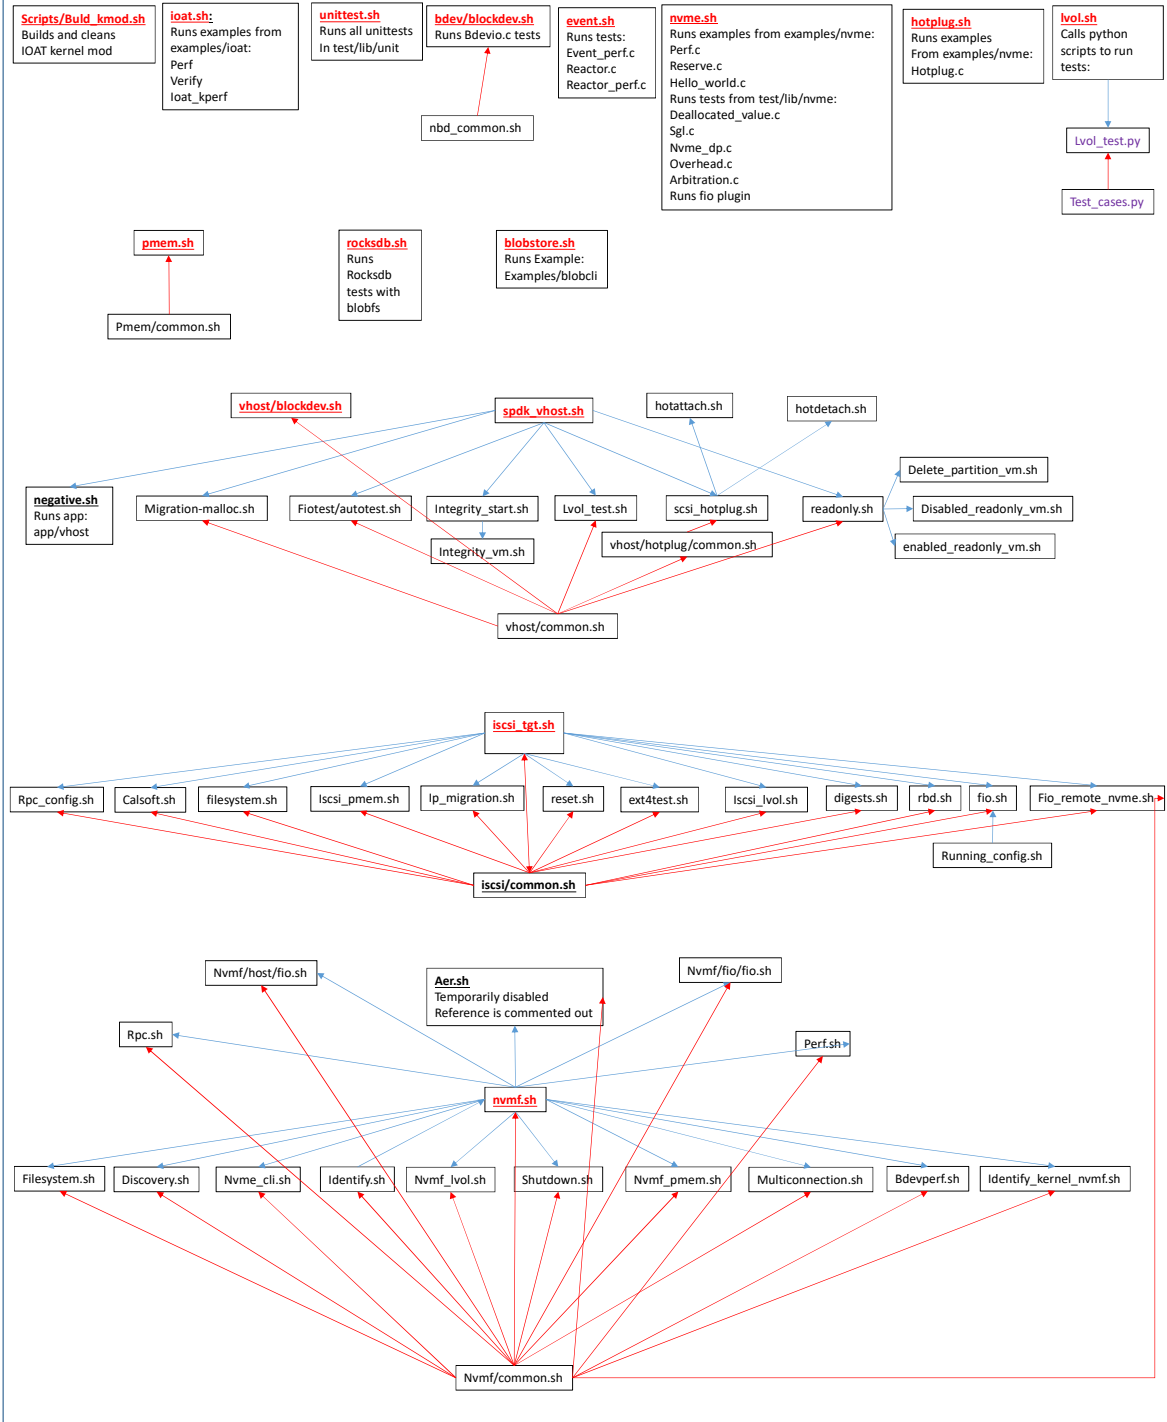 Scripts/Buld_kmod.sh
Builds and cleans
IOAT kernel mod
ioat.sh:
Runs examples from
examples/ioat:
Perf
Verify
Ioat_kperf
unittest.sh
Runs all unittests
In test/lib/unit
bdev/blockdev.sh
Runs Bdevio.c tests
nbd_common.sh
event.sh
Runs tests:
Event_perf.c
Reactor.c
Reactor_perf.c
nvme.sh
Runs examples from examples/nvme:
Perf.c
Reserve.c
Hello_world.c
Runs tests from test/lib/nvme:
Deallocated_value.c
Sgl.c
Nvme_dp.c
Overhead.c
Arbitration.c
Runs fio plugin
hotplug.sh
Runs examples
From examples/nvme:
Hotplug.c
lvol.sh
Calls python
scripts to run
tests:
Lvol_test.py
Test_cases.py
pmem.sh
Pmem/common.sh
rocksdb.sh
Runs
Rocksdb
tests with
blobfs
blobstore.sh
Runs Example:
Examples/blobcli
vhost/blockdev.sh
spdk_vhost.sh
hotattach.sh
hotdetach.sh
Delete_partition_vm.sh
negative.sh
Runs app:
app/vhost
Migration-malloc.sh
Fiotest/autotest.sh
Integrity_start.sh
Lvol_test.sh
scsi_hotplug.sh
readonly.sh
Disabled_readonly_vm.sh
Integrity_vm.sh
vhost/hotplug/common.sh
enabled_readonly_vm.sh
vhost/common.sh
iscsi_tgt.sh
Rpc_config.sh
Calsoft.sh
filesystem.sh
Iscsi_pmem.sh
Ip_migration.sh
reset.sh
ext4test.sh
Iscsi_lvol.sh
digests.sh
rbd.sh
fio.sh
Fio_remote_nvme.sh
Running_config.sh
iscsi/common.sh
Nvmf/host/fio.sh
Aer.sh
Temporarily disabled
Reference is commented out
Nvmf/fio/fio.sh
Rpc.sh
Perf.sh
nvmf.sh
Filesystem.sh
Discovery.sh
Nvme_cli.sh
Identify.sh
Nvmf_lvol.sh
Shutdown.sh
Nvmf_pmem.sh
Multiconnection.sh
Bdevperf.sh
Identify_kernel_nvmf.sh
Nvmf/common.sh